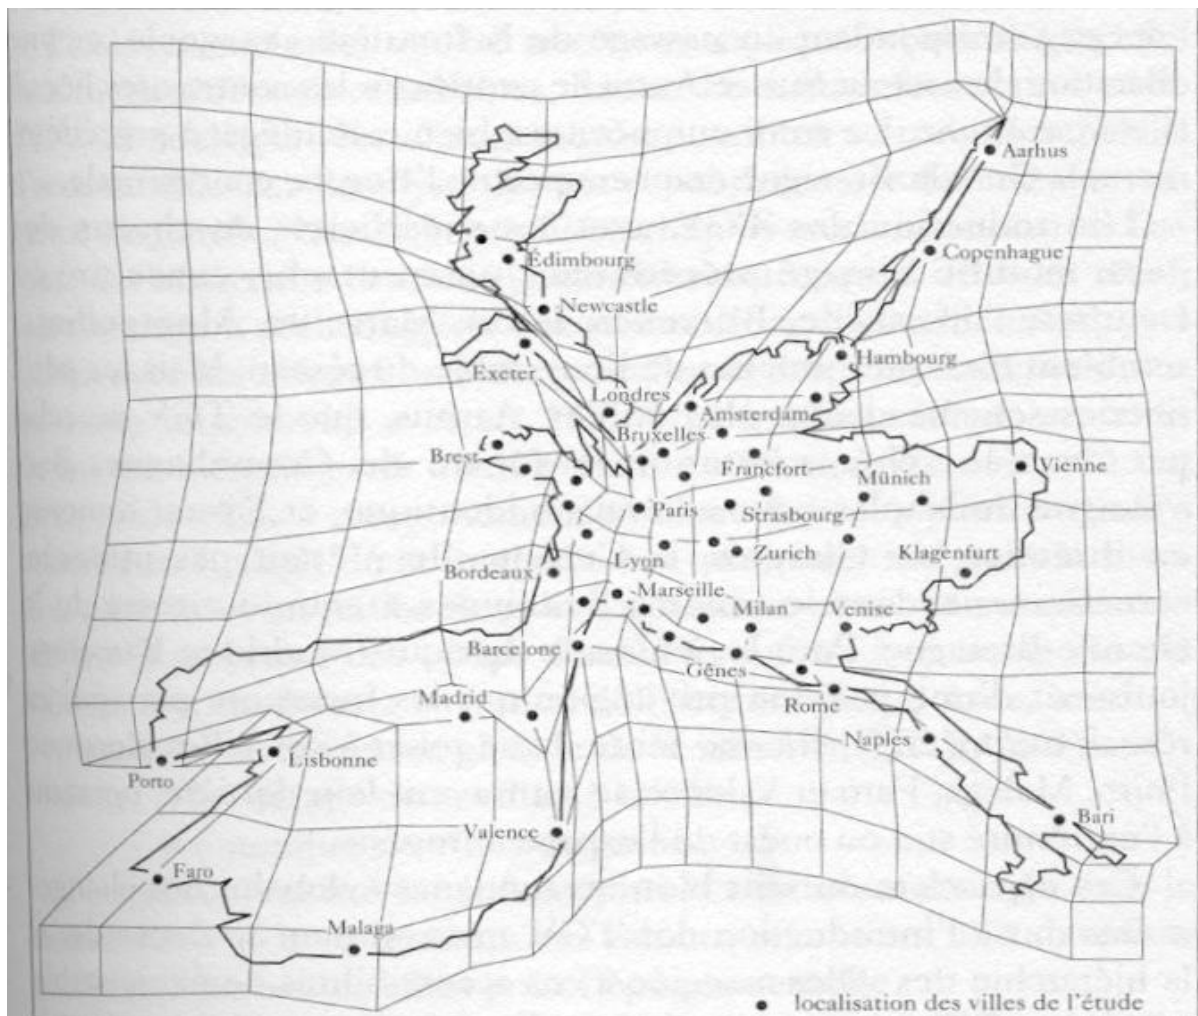 Aarhus
Copenhague
Edimbourg
Newcastle
Hambourg
Exeter
Londres
Amsterdam
Bruxelles
Brest
Francfort
Vienne
Münich
Paris
Strasbourg
Zurich
Klagenfurt
Lyon
Bordeaux
Marseille
Milan
Venise
Barcelone
Gênes
Madrid
Rome
Naples
Lisbonne
Porto
Valence
Bari
Faro
Malaga
localisation des villes de l'étude